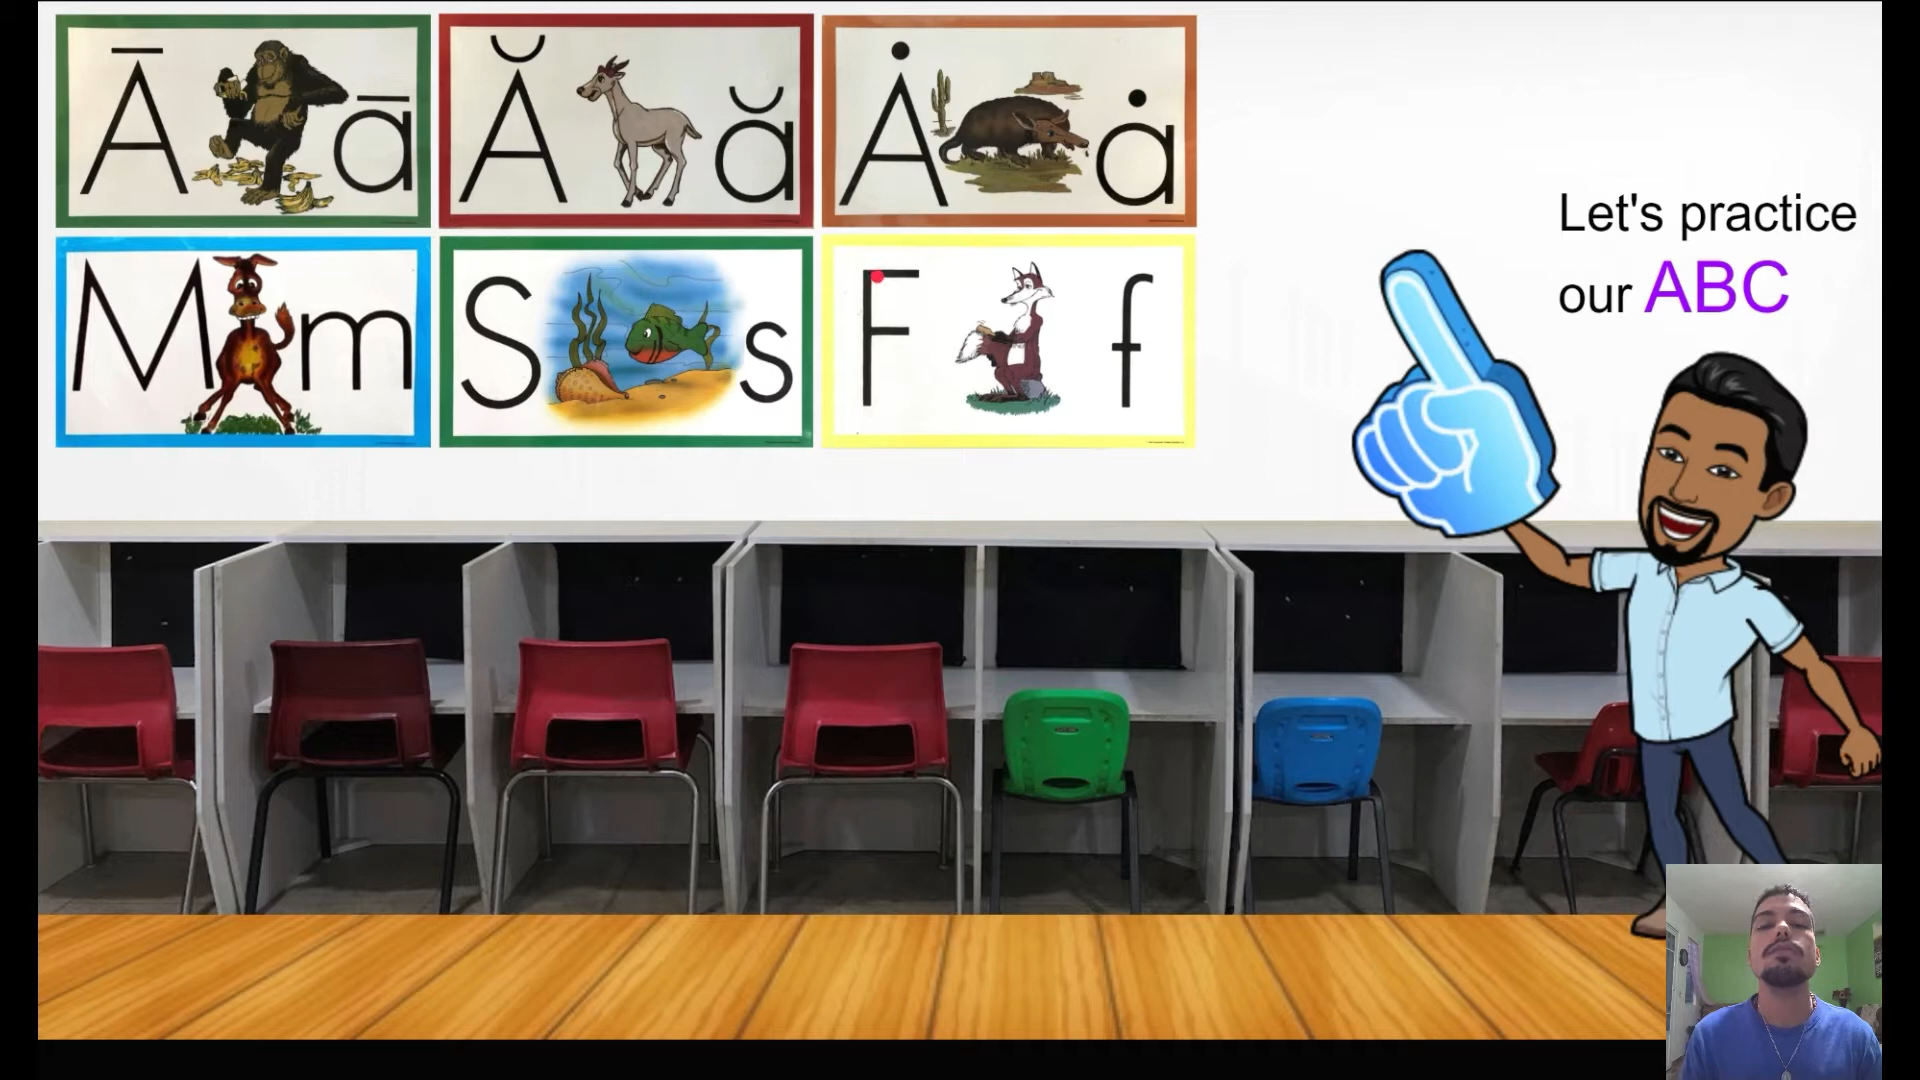 Ā ā
Ă ă
Ȧ ȧ
M m
S s
F f
Let's practice
our ABC